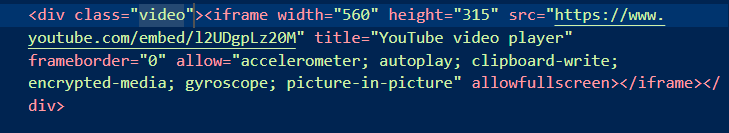 <div class="video"><iframe width="560" height="315" src="https://www.
youtube.com/embed/l2UDgpLz20M" title="YouTube video player"
frameborder="0" allow="accelerometer; autoplay; clipboard-write;
encrypted-media; gyroscope; picture-in-picture" allowfullscreen></iframe></
div>